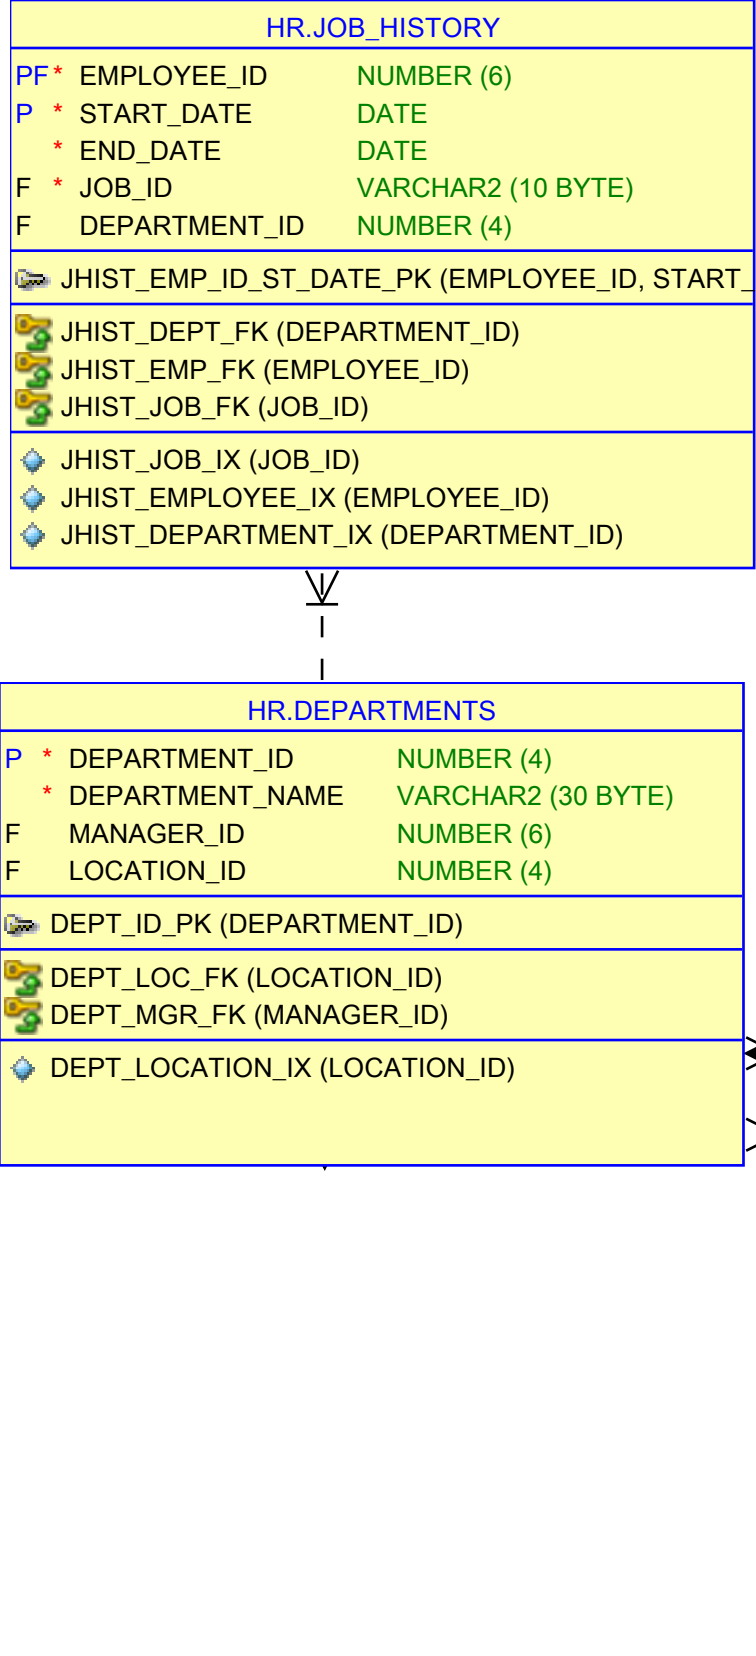 HR.JOB_HISTORY
PF * EMPLOYEE_ID NUMBER (6)
P * START_DATE DATE
* END_DATE DATE
F * JOB_ID VARCHAR2 (10 BYTE)
F DEPARTMENT_ID NUMBER (4)
JHIST_EMP_ID_ST_DATE_PK (EMPLOYEE_ID, START_
JHIST_DEPT_FK (DEPARTMENT_ID)
JHIST_EMP_FK (EMPLOYEE_ID)
JHIST_JOB_FK (JOB_ID)
JHIST_JOB_IX (JOB_ID)
JHIST_EMPLOYEE_IX (EMPLOYEE_ID)
JHIST_DEPARTMENT_IX (DEPARTMENT_ID)
HR.DEPARTMENTS
P * DEPARTMENT_ID NUMBER (4)
* DEPARTMENT_NAME VARCHAR2 (30 BYTE)
F MANAGER_ID NUMBER (6)
F LOCATION_ID NUMBER (4)
DEPT_ID_PK (DEPARTMENT_ID)
DEPT_LOC_FK (LOCATION_ID)
DEPT_MGR_FK (MANAGER_ID)
DEPT_LOCATION_IX (LOCATION_ID)